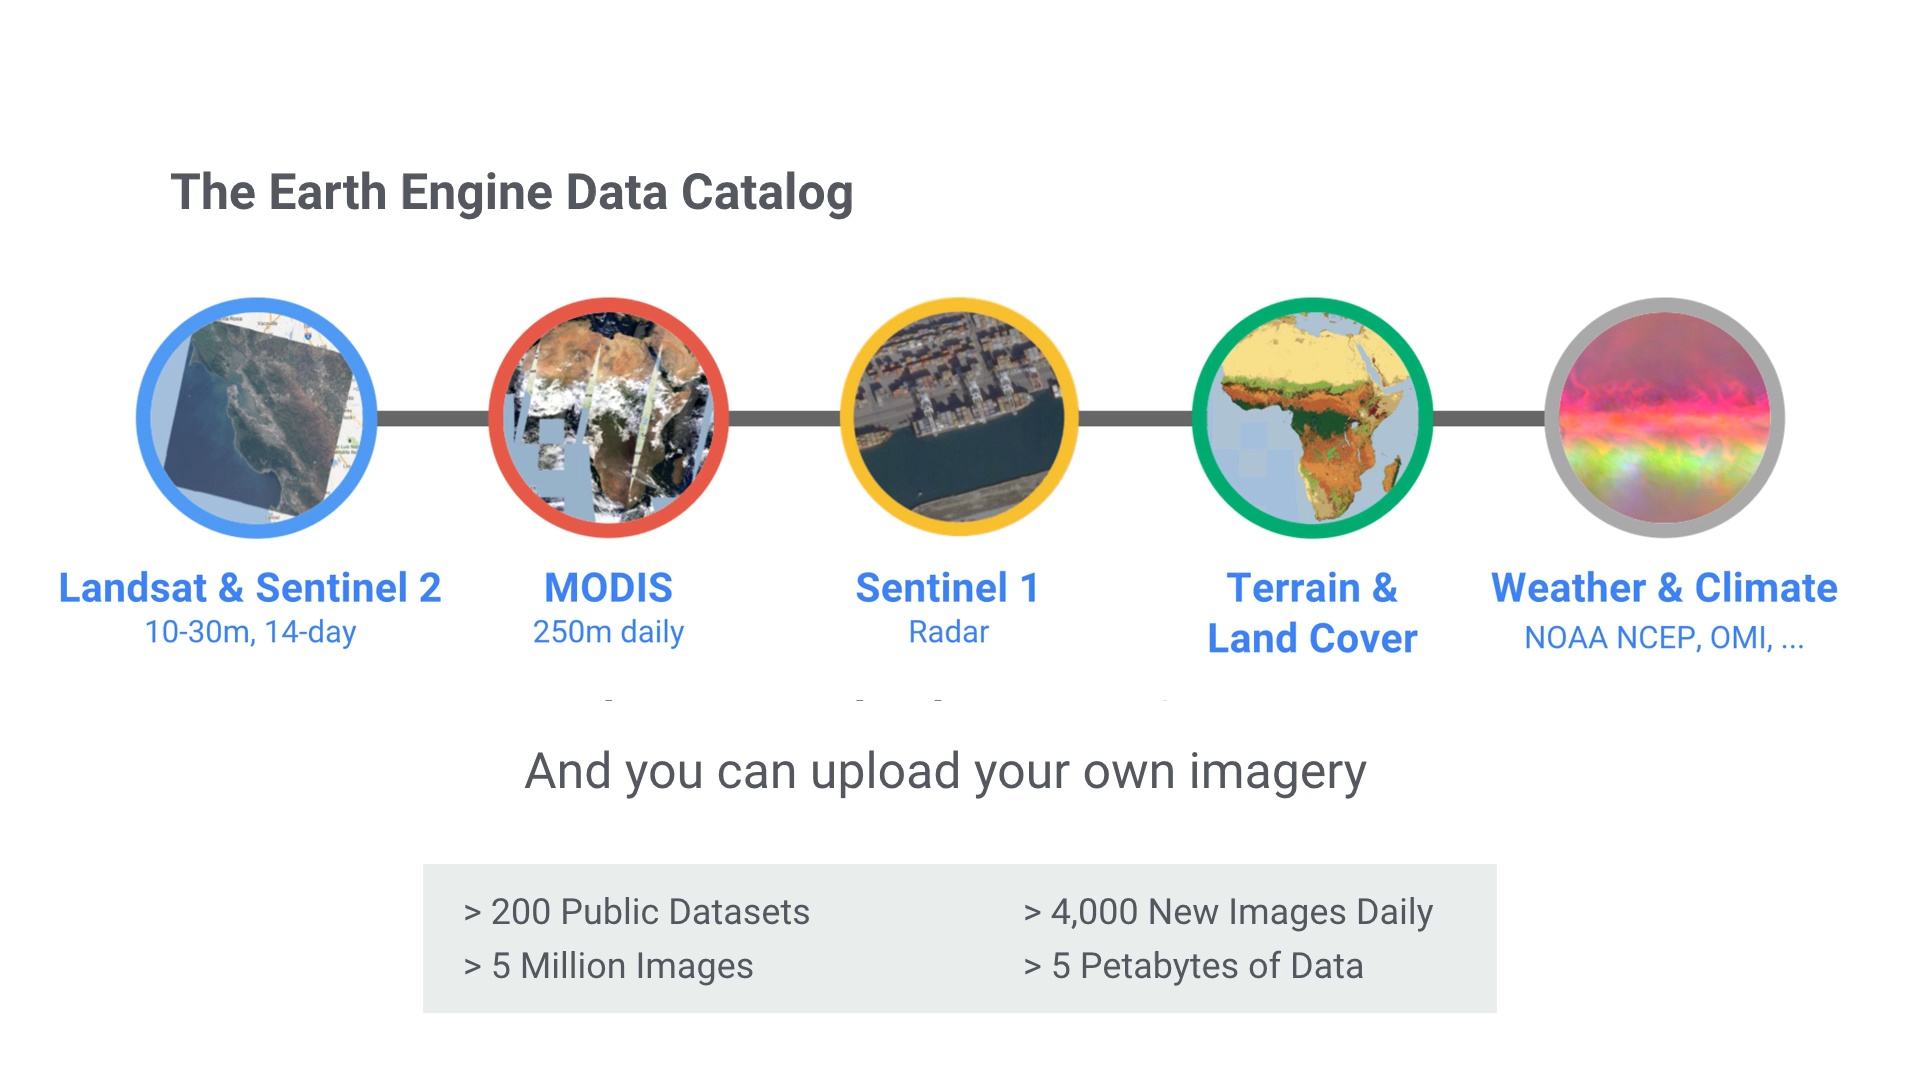 The Earth Engine Data Catalog
Landsat & Sentinel 2
10-30m, 14-day
MODIS
250m daily
Sentinel 1
Radar
Terrain &
Land Cover
Weather & Climate
NOAA NCEP, OMI, ...
And you can upload your own imagery
> 200 Public Datasets
> 4,000 New Images Daily
> 5 Million Images
> 5 Petabytes of Data